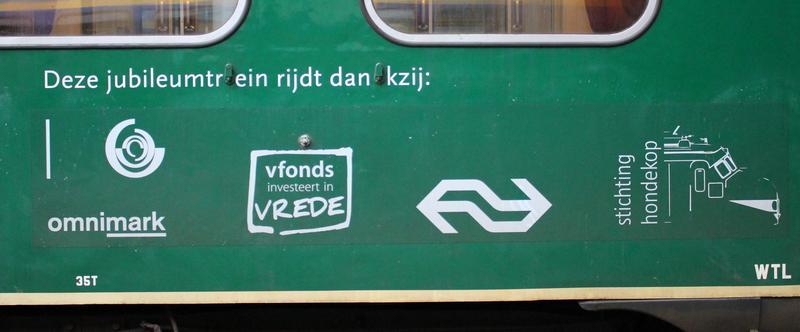 Deze jubileumtrein rijdt dankzij:
omnimark
vfonds
investeert in
VREDE
stichting
hondekop
35T
WTL